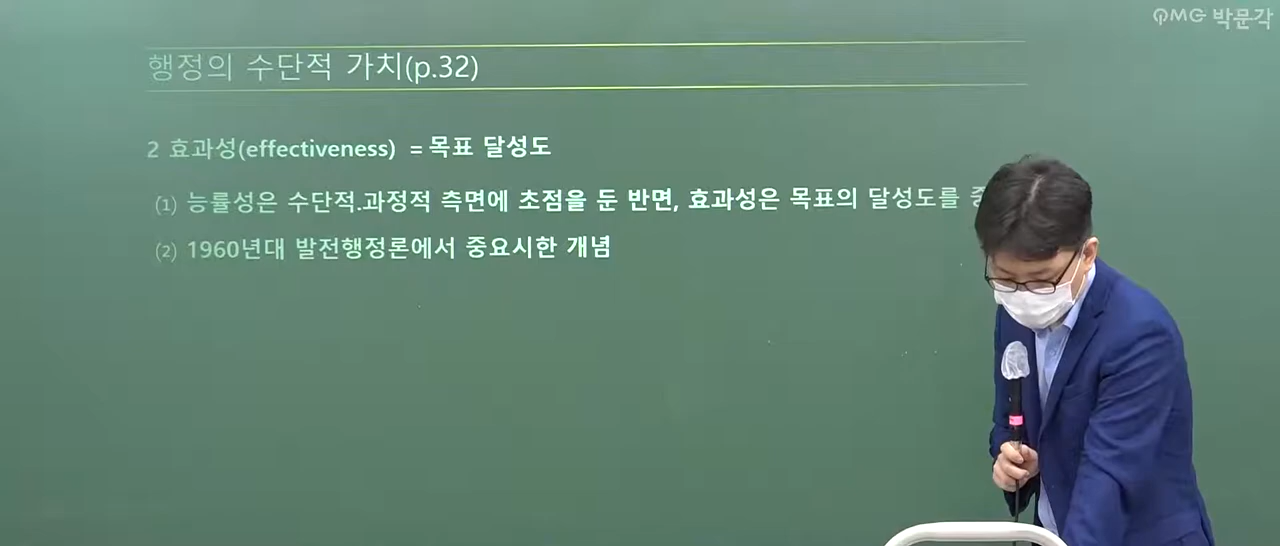 PMG 박문각
행정의 수단적 가치(p.32)
2 효과성(effectiveness) = 목표 달성도
(1) 능률성은 수단적.과정적 측면에 초점을 둔 반면, 효과성은 목표의 달성도를
(2) 1960년대 발전행정론에서 중요시한 개념